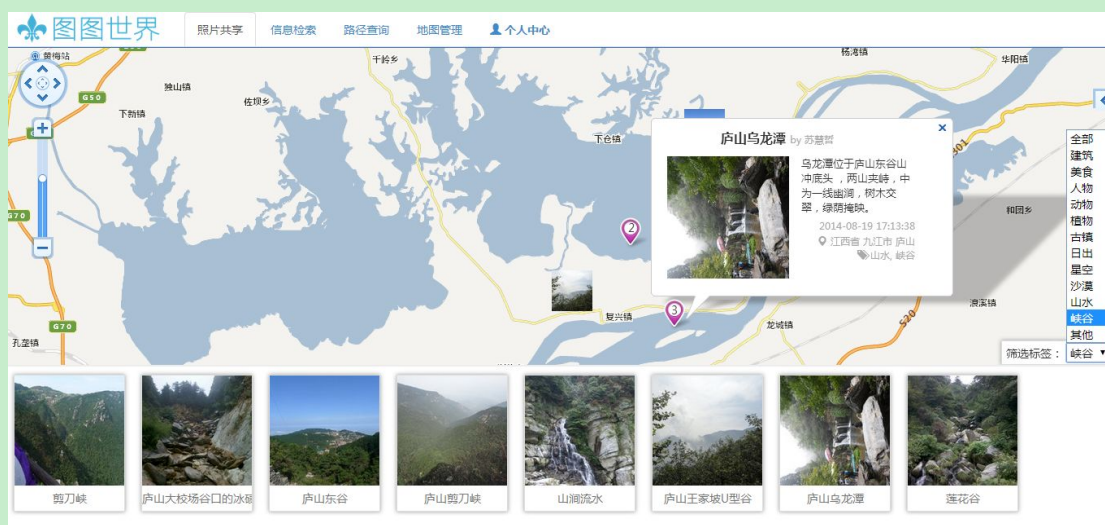 图图世界
照片共享
信息检索
路径查询
地图管理
个人中心
黄梅站
千岭乡
杨湾镇
华阳镇
G50
独山镇
佐坝乡
下新镇
下仓镇
301
全部
建筑
美食
人物
动物
植物
古镇
日出
星空
沙漠
山水
峡谷
其他
庐山乌龙潭 by 苏慧哲
乌龙潭位于庐山东谷山
冲底头，两山夹峙，中
为一线幽涧，树木交
翠，绿荫掩映。
2014-08-19 17:13:38
江西省 九江市 庐山
山水, 峡谷
和团乡
G70
2
浪溪镇
复兴镇
3
龙城镇
S20
G70
孔垄镇
筛选标签：
峡谷
剪刀峡
庐山大校场谷口的冰
庐山东谷
庐山剪刀峡
山涧流水
庐山王家坡U型谷
庐山乌龙潭
莲花谷